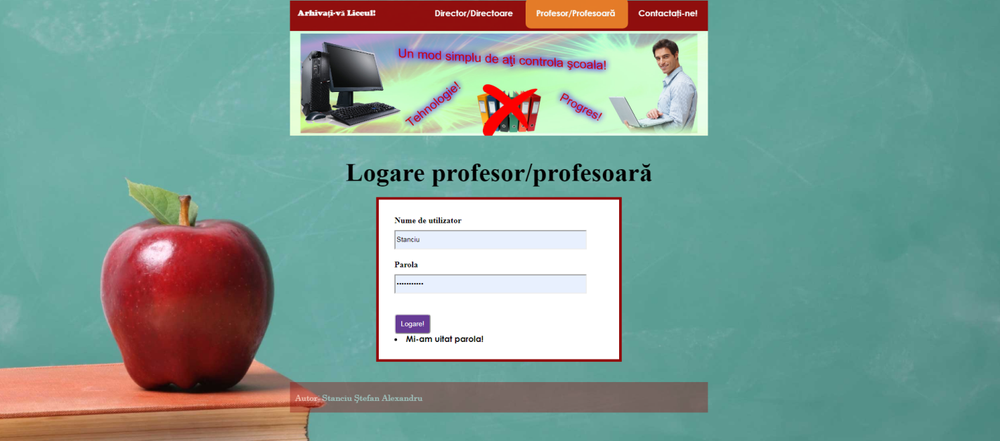 Arhivați-vă Liceul!
Director/Directoare
Profesor/Profesoară
Contactați-ne!
Un mod simplu de ați controla școala!
Tehnologie!
Progres!
Logare profesor/profesoară
Nume de utilizator
Stanciu
Parola
•••••••••••
Logare!
• Mi-am uitat parola!
Autor- Stanciu Ștefan Alexandru